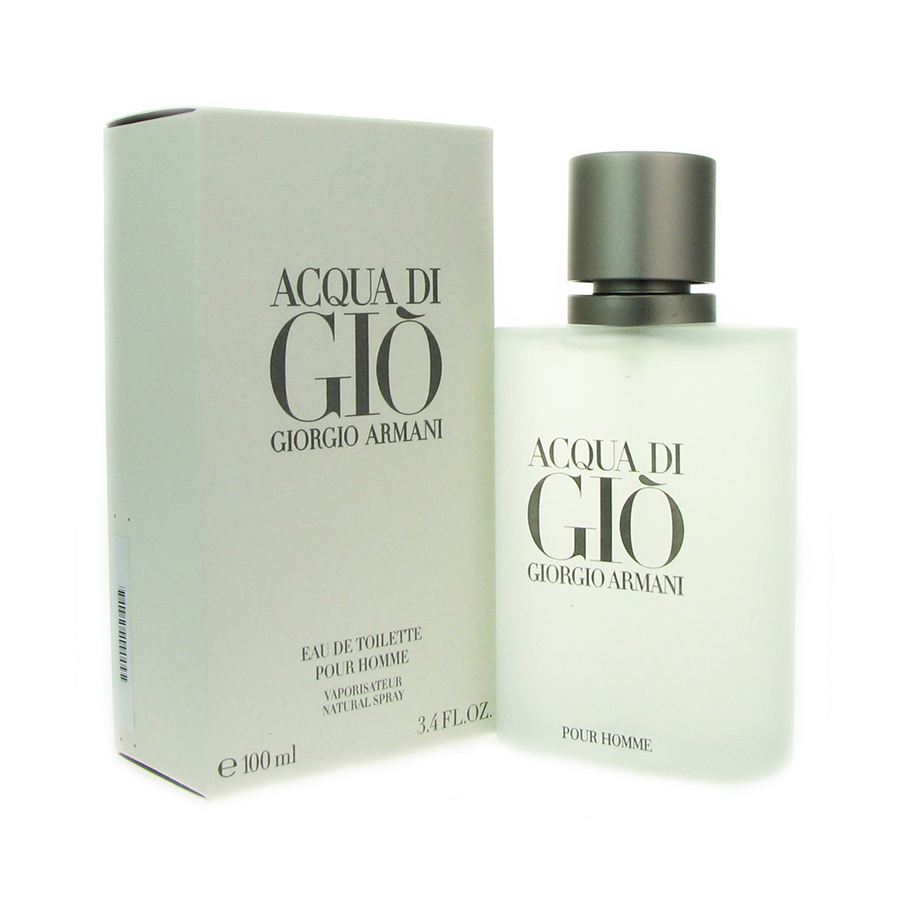 ACQUA DI
GIÒ
GIORGIO ARMANI
EAU DE TOILETTE
POUR HOMME
VAPORISATEUR
NATURAL SPRAY
3.4 FL.OZ.
℮ 100 ml
ACQUA DI
GIÒ
GIORGIO ARMANI
POUR HOMME